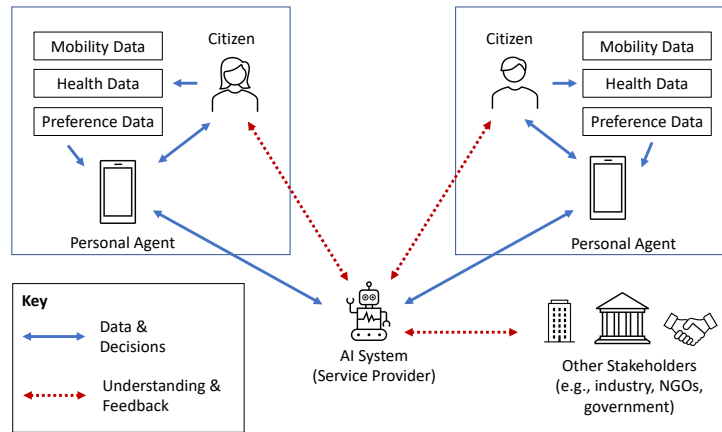 Citizen
Mobility Data
Health Data
Preference Data
Personal Agent
Citizen
Mobility Data
Health Data
Preference Data
Personal Agent
Key
Data &
Decisions
Understanding &
Feedback
AI System
(Service Provider)
Other Stakeholders
(e.g., industry, NGOs,
government)